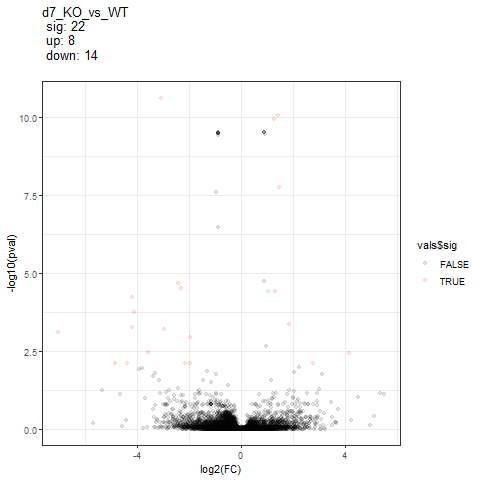 d7_KO_vs_WT
sig: 22
up: 8
down: 14
10.0
7.5
5.0
2.5
0.0
-log10(pval)
-4
0
4
log2(FC)
vals$sig
FALSE
TRUE